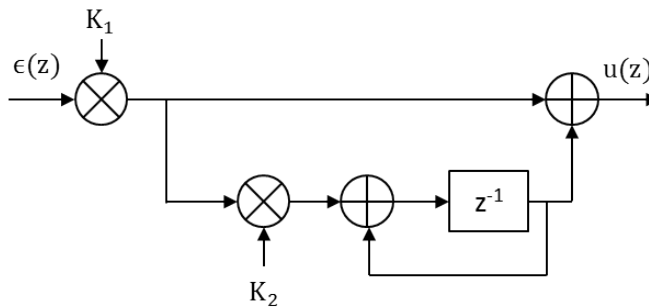 K₁
ϵ(z)
u(z)
z⁻¹
K₂